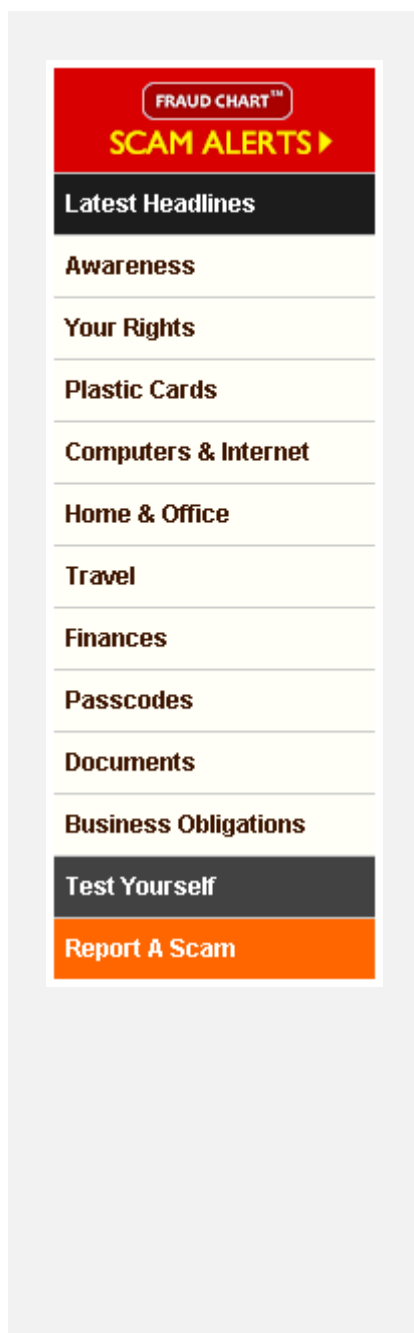 FRAUD CHART™
SCAM ALERTS
Latest Headlines
Awareness
Your Rights
Plastic Cards
Computers & Internet
Home & Office
Travel
Finances
Passcodes
Documents
Business Obligations
Test Yourself
Report A Scam